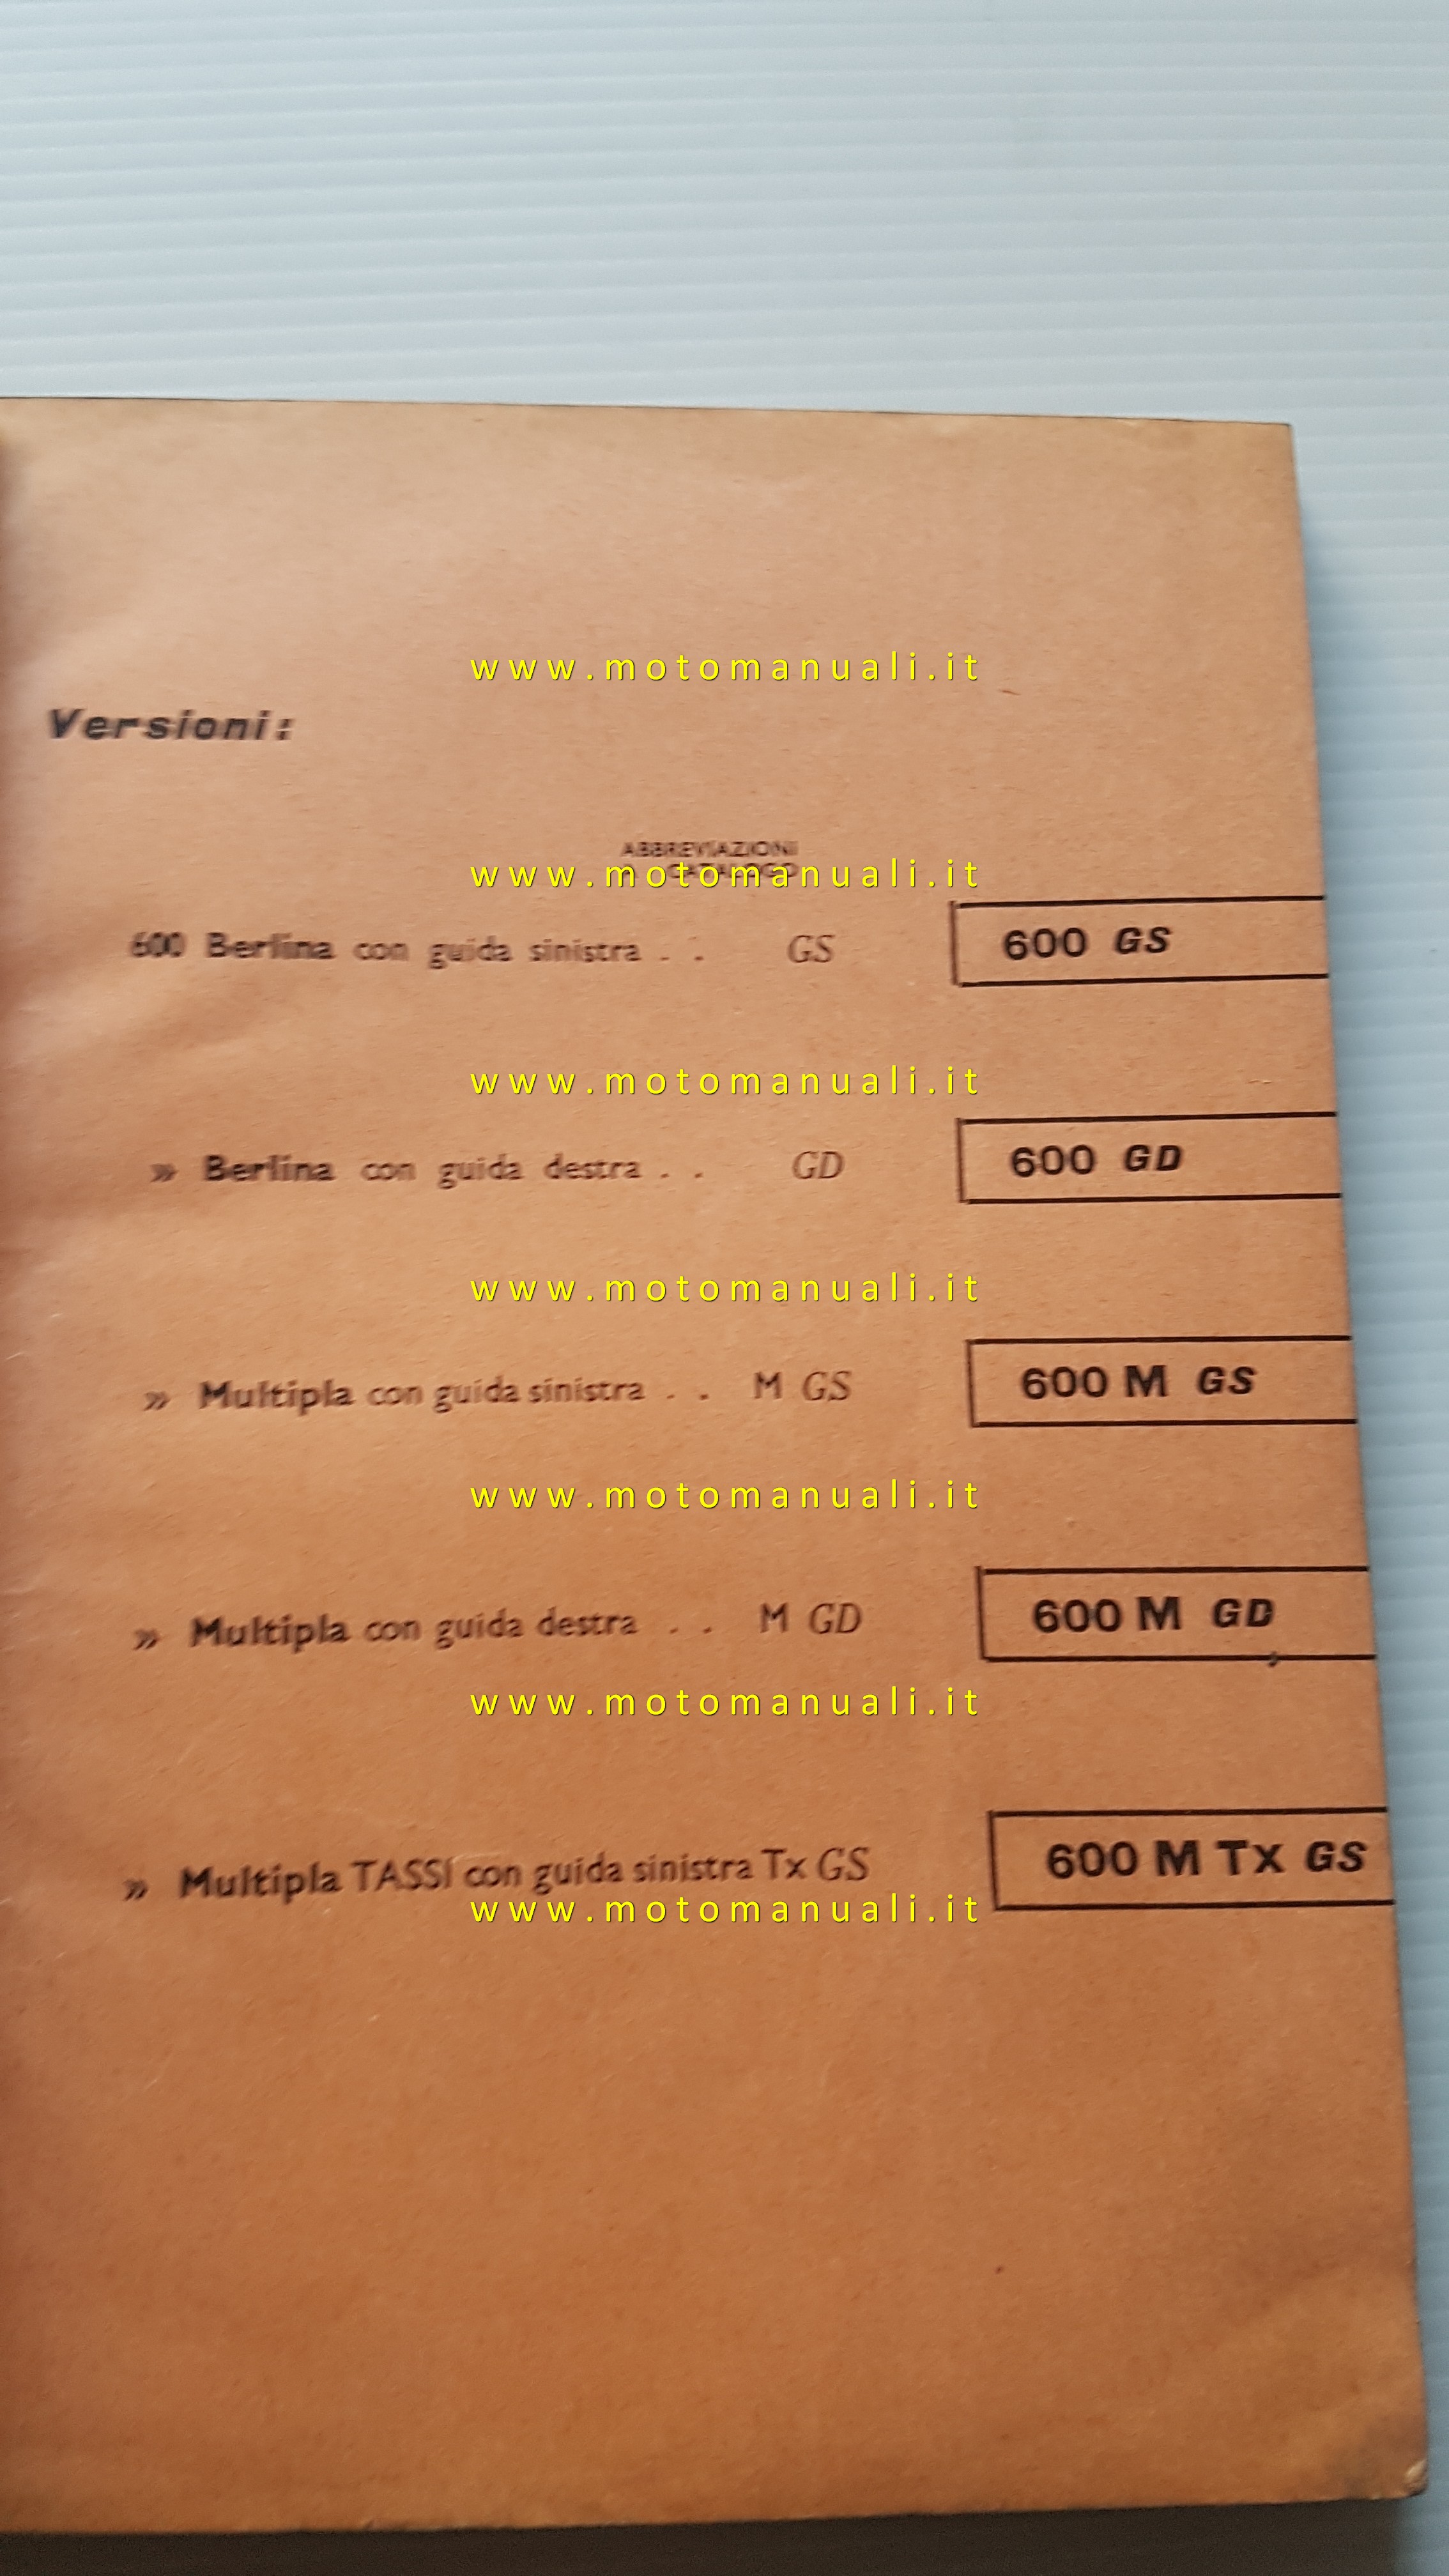 www.motomanuali.it
Versioni:
ABBREVIAZIONI
CATALOGO
www.motomanuali.it
600 Berlina con guida sinistra . . GS 600 GS
www.motomanuali.it
» Berlina con guida destra . . GD 600 GD
www.motomanuali.it
» Multipla con guida sinistra . . M GS 600 M GS
www.motomanuali.it
» Multipla con guida destra . . M GD 600 M GD
www.motomanuali.it
» Multipla TASSI con guida sinistra Tx GS 600 M Tx GS
www.motomanuali.it